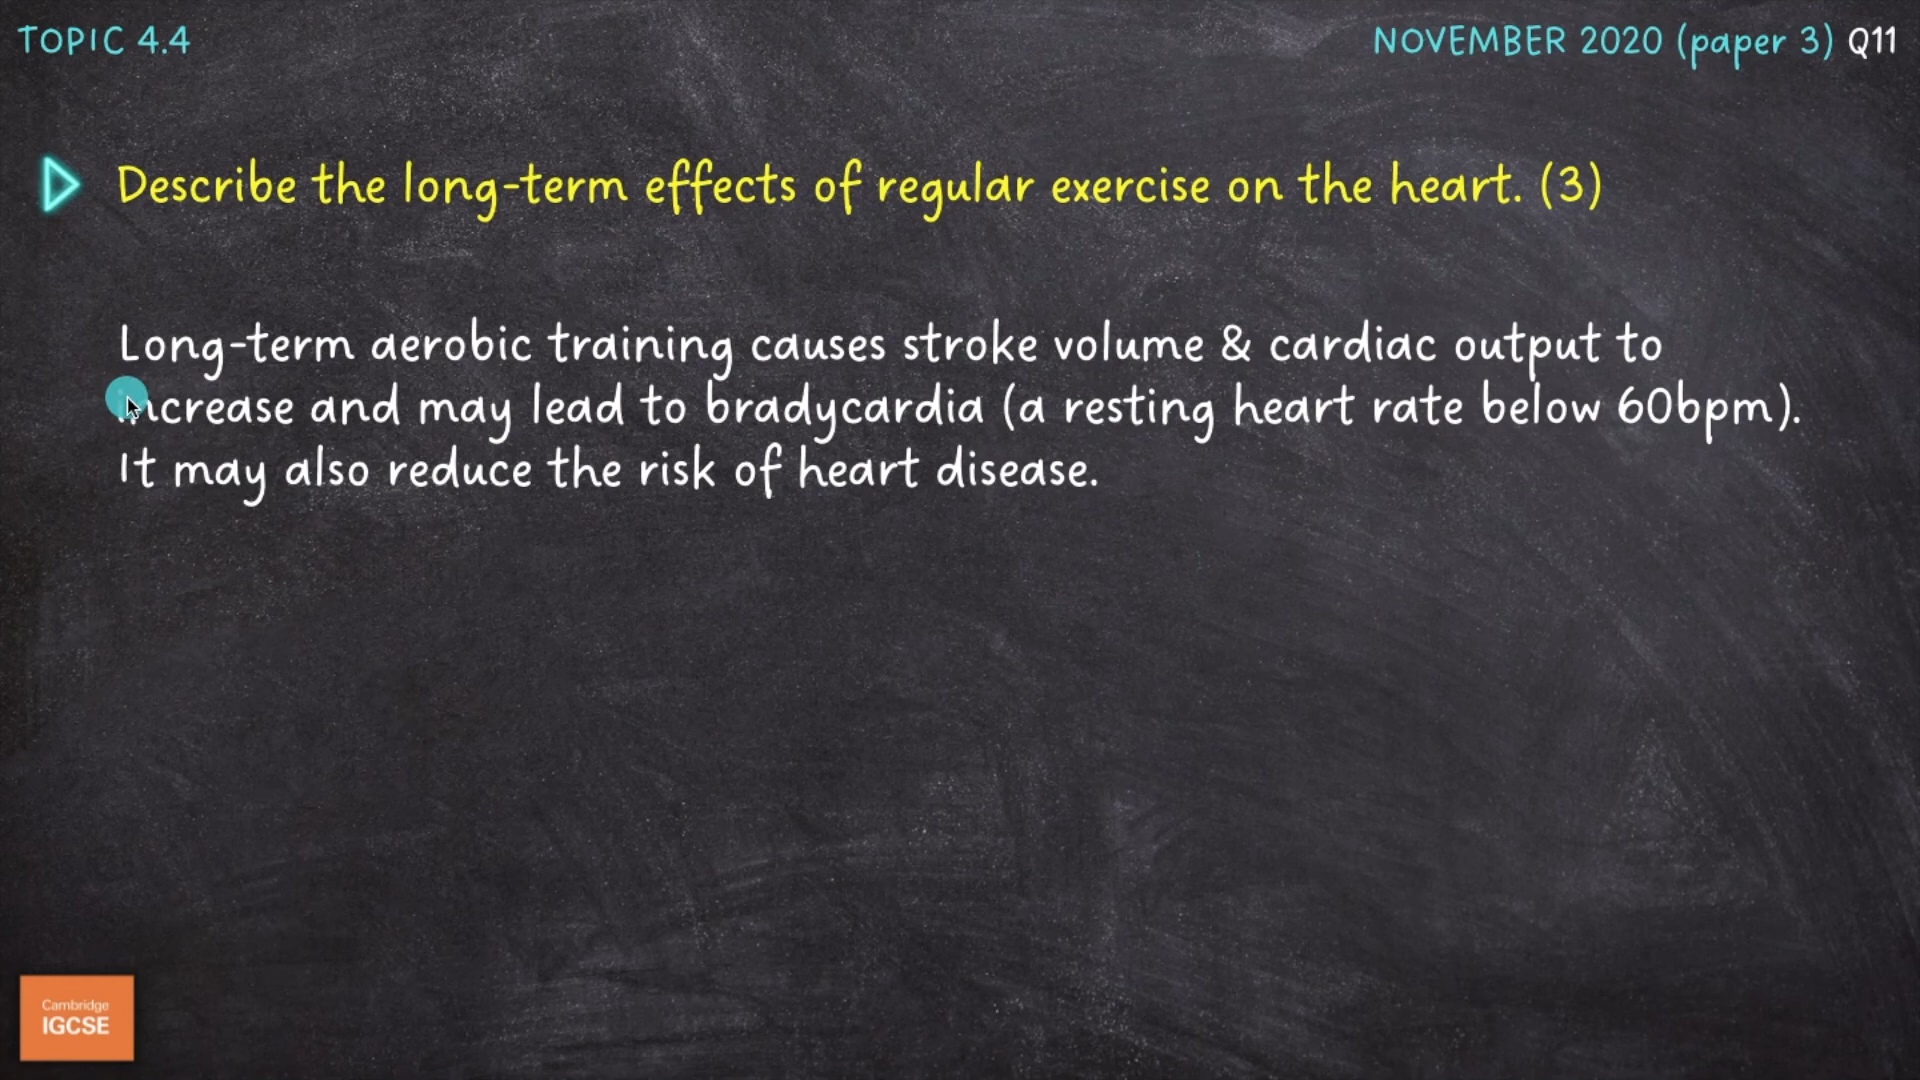 TOPIC 4.4
NOVEMBER 2020 (paper 3) Q11
Describe the long-term effects of regular exercise on the heart. (3)
Long-term aerobic training causes stroke volume & cardiac output to
increase and may lead to bradycardia (a resting heart rate below 60bpm).
It may also reduce the risk of heart disease.
Cambridge
IGCSE